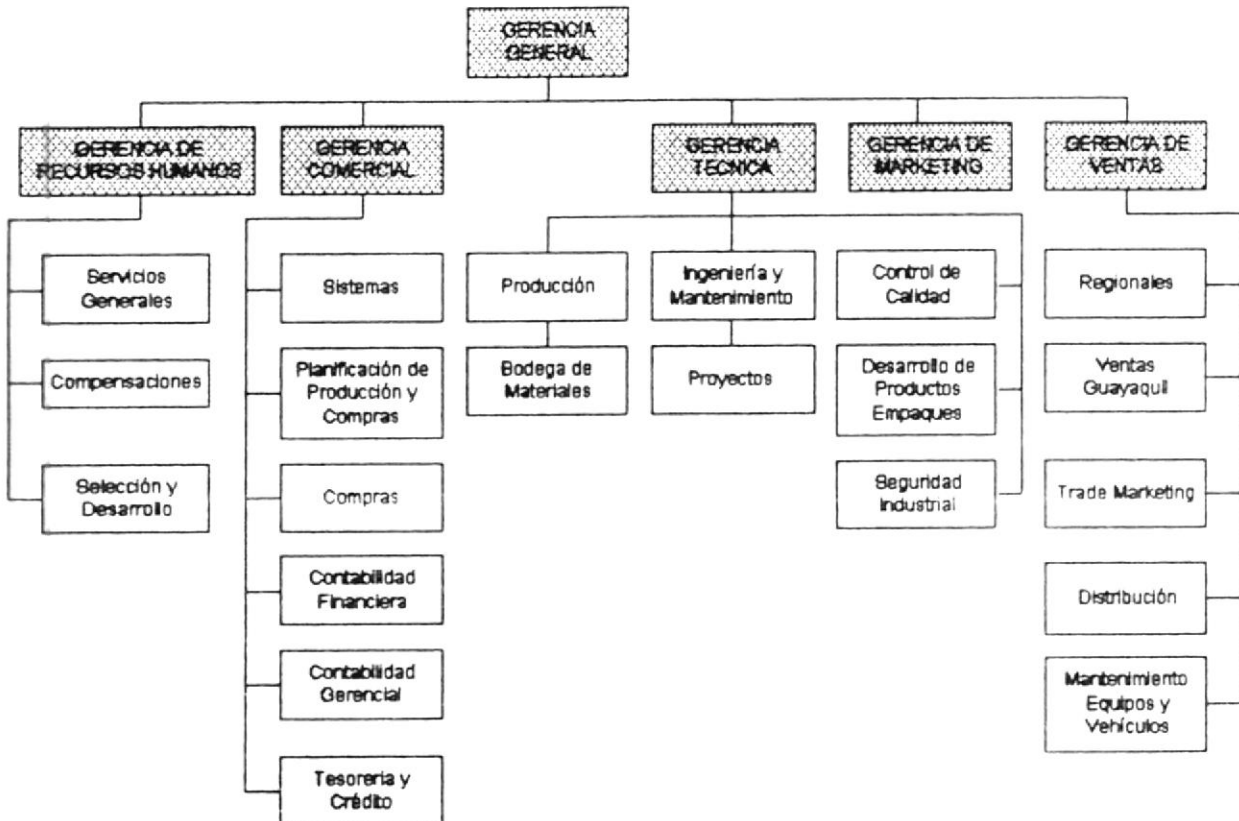 GERENCIA
GENERAL
GERENCIA DE
RECURSOS HUMANOS
GERENCIA
COMERCIAL
GERENCIA
TECNICA
GERENCIA DE
MARKETING
GERENCIA DE
VENTAS
Servicios
Generales
Compensaciones
Selección y
Desarrollo
Sistemas
Planificación de
Producción y
Compras
Compras
Contabilidad
Financiera
Contabilidad
Gerencial
Tesorería y
Crédito
Producción
Bodega de
Materiales
Ingeniería y
Mantenimiento
Proyectos
Control de
Calidad
Desarrollo de
Productos
Empaques
Seguridad
Industrial
Regionales
Ventas
Guayaquil
Trade Marketing
Distribución
Mantenimiento
Equipos y
Vehículos